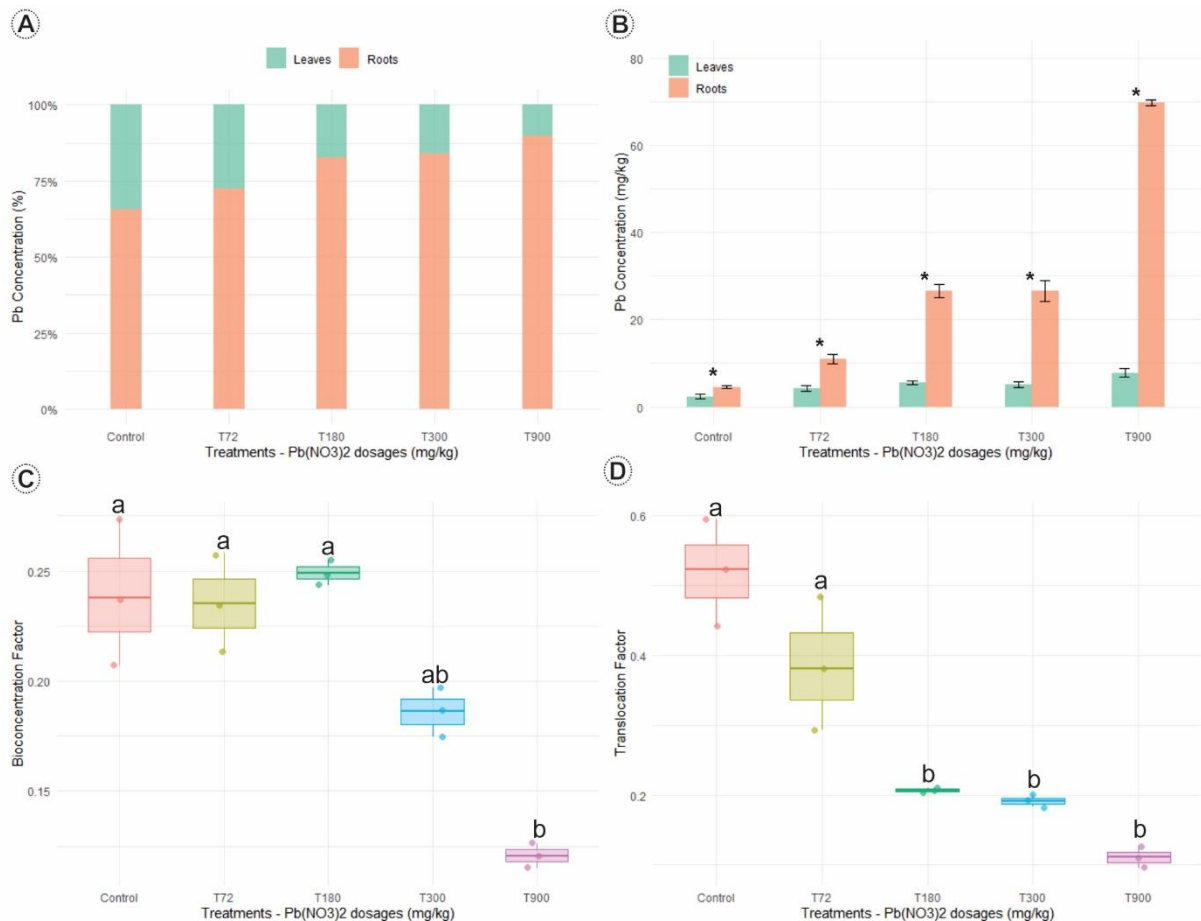 A
Leaves Roots
Pb Concentration (%)
100%
75%
50%
25%
0%
Control T72 T180 T300 T900
Treatments - Pb(NO3)2 dosages (mg/kg)
B
Leaves
Roots
Pb Concentration (mg/kg)
80
60
40
20
0
* * * * *
Control T72 T180 T300 T900
Treatments - Pb(NO3)2 dosages (mg/kg)
C
Bioconcentration Factor
0.25
0.20
0.15
a a a ab b
Control T72 T180 T300 T900
Treatments - Pb(NO3)2 dosages (mg/kg)
D
Translocation Factor
0.6
0.4
0.2
a a b b b
Control T72 T180 T300 T900
Treatments - Pb(NO3)2 dosages (mg/kg)